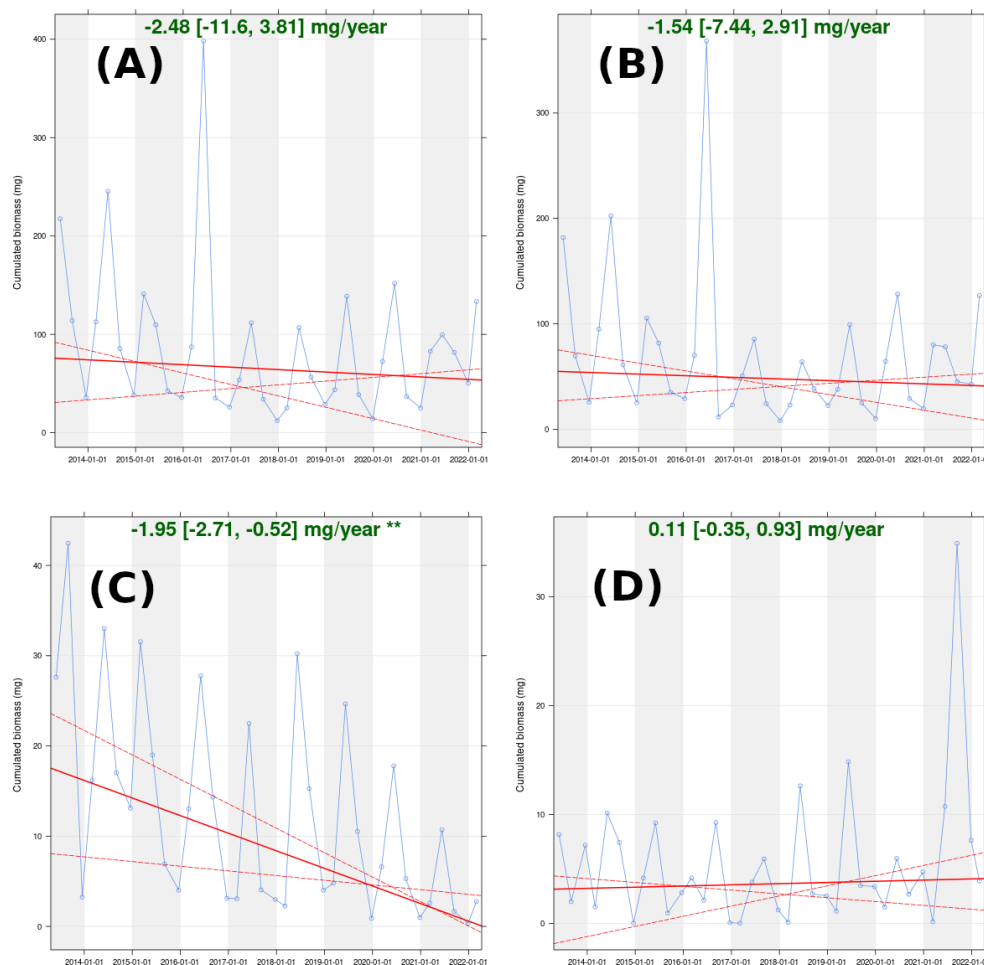 -2.48 [-11.6, 3.81] mg/year
(A)
Cumulated biomass (mg)
400
300
200
100
0
2014-01-01 2015-01-01 2016-01-01 2017-01-01 2018-01-01 2019-01-01 2020-01-01 2021-01-01 2022-01-01
-1.54 [-7.44, 2.91] mg/year
(B)
Cumulated biomass (mg)
300
200
100
0
2014-01-01 2015-01-01 2016-01-01 2017-01-01 2018-01-01 2019-01-01 2020-01-01 2021-01-01 2022-01-0
-1.95 [-2.71, -0.52] mg/year **
(C)
Cumulated biomass (mg)
40
30
20
10
0
2014-01-01 2015-01-01 2016-01-01 2017-01-01 2018-01-01 2019-01-01 2020-01-01 2021-01-01 2022-01-01
0.11 [-0.35, 0.93] mg/year
(D)
Cumulated biomass (mg)
30
20
10
0
2014-01-01 2015-01-01 2016-01-01 2017-01-01 2018-01-01 2019-01-01 2020-01-01 2021-01-01 2022-01-01